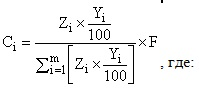 C_i = (Z_i × Y_i/100) / (∑_{i=1}^{m} [Z_i × Y_i/100]) × F , где: